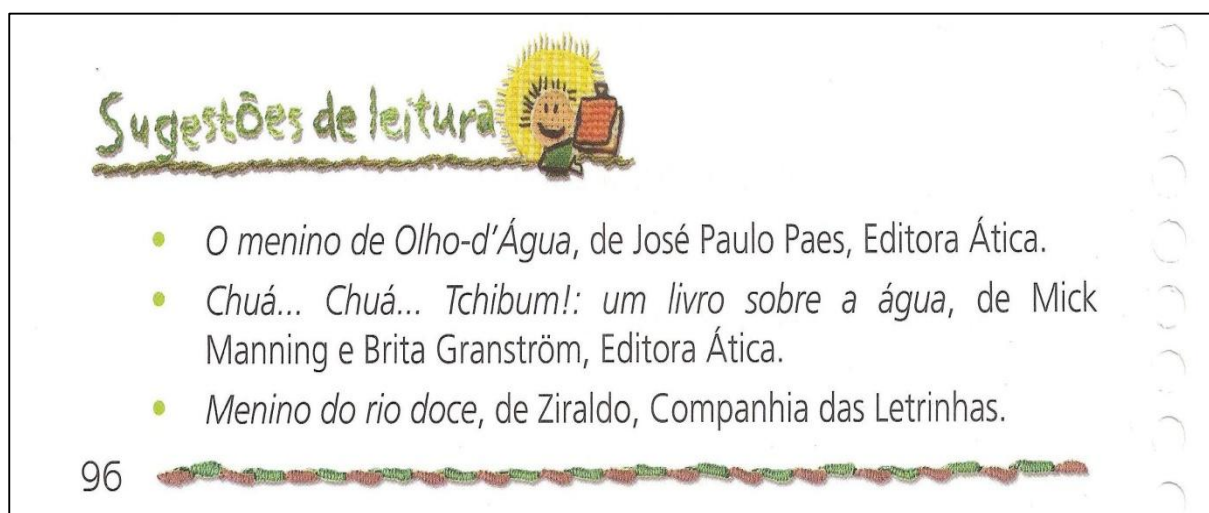 Sugestões de leitura
• O menino de Olho-d'Água, de José Paulo Paes, Editora Ática.
• Chuá... Chuá... Tchibum!: um livro sobre a água, de Mick
Manning e Brita Granström, Editora Ática.
• Menino do rio doce, de Ziraldo, Companhia das Letrinhas.
96